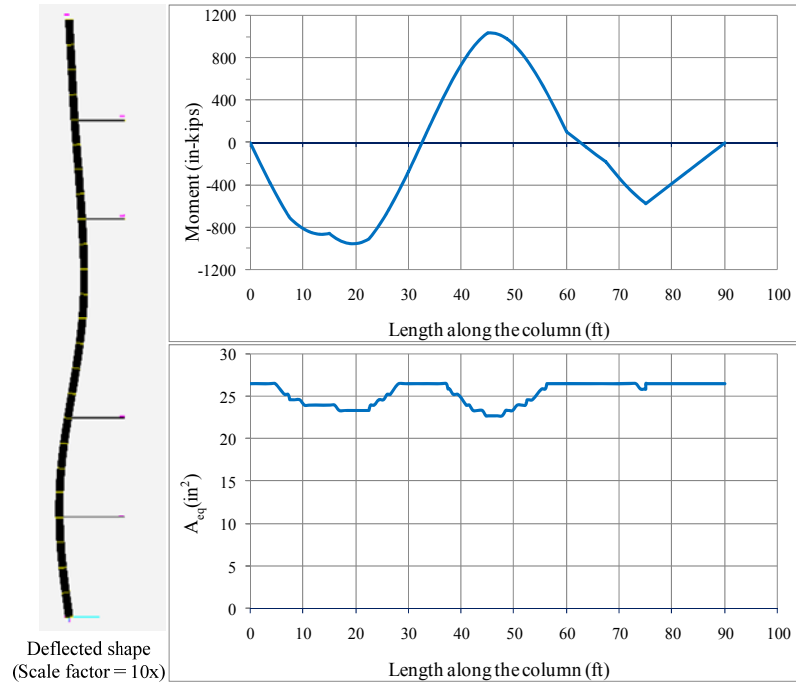 1200
800
400
0
-400
-800
-1200
Moment (in-kips)
0 10 20 30 40 50 60 70 80 90 100
Length along the column (ft)
30
25
20
15
10
5
0
A_eq(in²)
0 10 20 30 40 50 60 70 80 90 100
Length along the column (ft)
Deflected shape
(Scale factor = 10x)